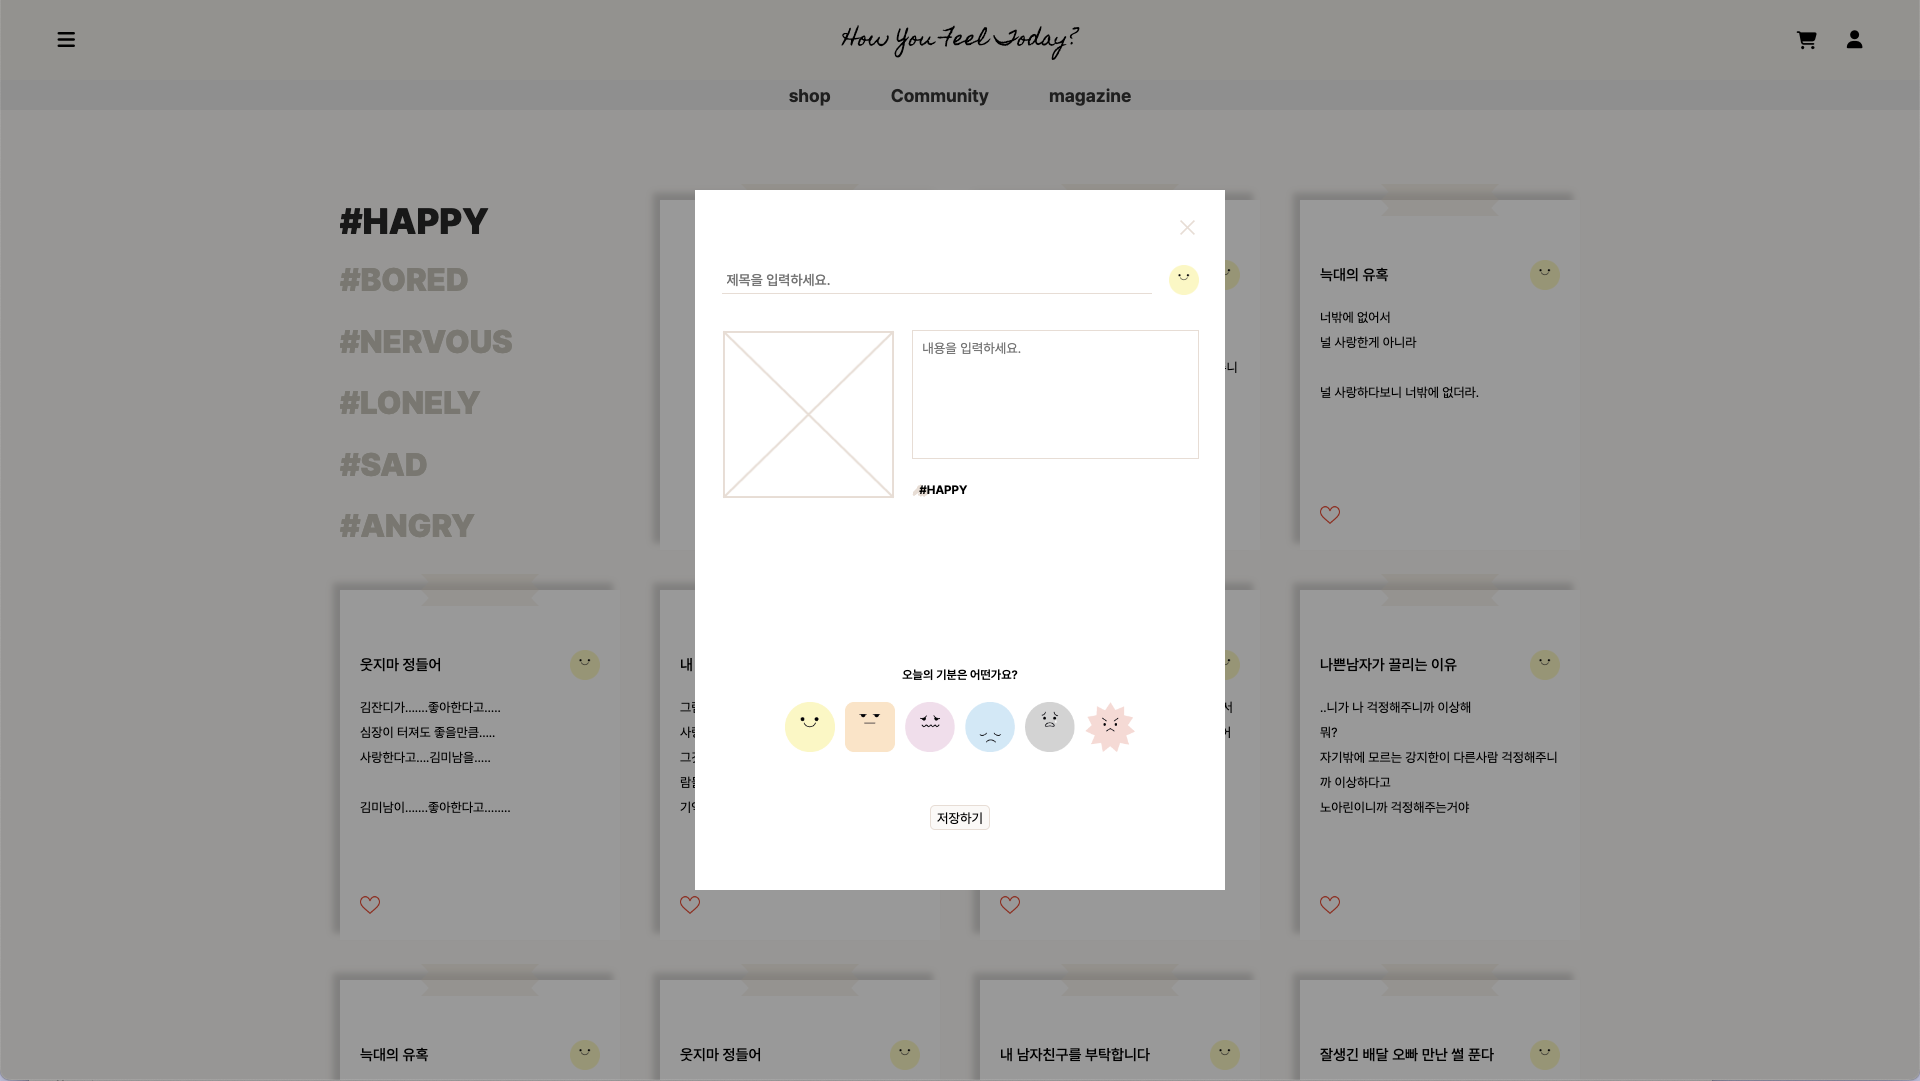 How You Feel Today?
shop
Community
magazine
#HAPPY
#BORED
#NERVOUS
#LONELY
#SAD
#ANGRY
제목을 입력하세요.
내용을 입력하세요.
#HAPPY
오늘의 기분은 어떤가요?
저장하기
늑대의 유혹
너밖에 없어서
널 사랑한게 아니라
널 사랑하다보니 너밖에 없더라.
웃지마 정들어
김잔디가.......좋아한다고.....
심장이 터져도 좋을만큼.....
사랑한다고....김미남을.....
김미남이.......좋아한다고........
내
나쁜남자가 끌리는 이유
..니가 나 걱정해주니까 이상해
뭐?
자기밖에 모르는 강지한이 다른사람 걱정해주니
까 이상하다고
노아린이니까 걱정해주는거야
늑대의 유혹
웃지마 정들어
내 남자친구를 부탁합니다
잘생긴 배달 오빠 만난 썰 푼다